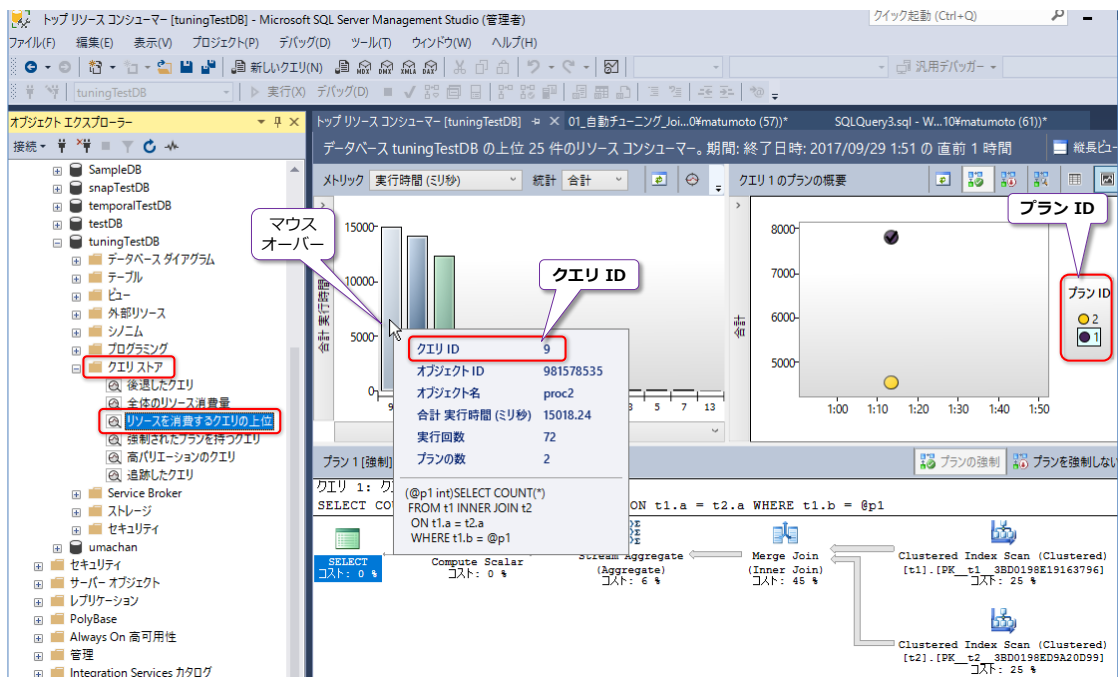 トップ リソース コンシューマー [tuningTestDB] - Microsoft SQL Server Management Studio (管理者)
クイック起動 (Ctrl+Q)
ファイル(F) 編集(E) 表示(V) プロジェクト(P) デバッグ(D) ツール(T) ウィンドウ(W) ヘルプ(H)
新しいクエリ(N) MDX DMX XMLA DAX 汎用デバッガー
tuningTestDB 実行(X) デバッグ(D)
オブジェクト エクスプローラー
接続
SampleDB
snapTestDB
temporalTestDB
testDB
tuningTestDB
データベース ダイアグラム
テーブル
ビュー
外部リソース
シノニム
プログラミング
クエリ ストア
後退したクエリ
全体のリソース消費量
リソースを消費するクエリの上位
強制されたプランを持つクエリ
高バリエーションのクエリ
追跡したクエリ
Service Broker
ストレージ
セキュリティ
umachan
セキュリティ
サーバー オブジェクト
レプリケーション
PolyBase
Always On 高可用性
管理
Integration Services カタログ
トップ リソース コンシューマー [tuningTestDB] 01_自動チューニング_Joi...0¥matumoto (57))* SQLQuery3.sql - W...10¥matumoto (61))*
データベース tuningTestDB の上位 25 件のリソース コンシューマー。期間: 終了日時: 2017/09/29 1:51 の 直前 1 時間 縦長ビュー
メトリック 実行時間 (ミリ秒) 統計 合計
マウス
オーバー
15000
10000
5000
0
合計 実行時間
9
3 5 7 13
クエリ ID
クエリ ID 9
オブジェクト ID 981578535
オブジェクト名 proc2
合計 実行時間 (ミリ秒) 15018.24
実行回数 72
プランの数 2
(@p1 int)SELECT COUNT(*)
FROM t1 INNER JOIN t2
ON t1.a = t2.a
WHERE t1.b = @p1
クエリ 1 のプランの概要
プラン ID
8000
7000
6000
5000
合計
1:00 1:10 1:20 1:30 1:40 1:50
プラン ID
2
1
プラン 1 [強制]
プランの強制 プランを強制しない
クエリ 1:
SELECT CO ON t1.a = t2.a WHERE t1.b = @p1
SELECT
コスト: 0 %
Compute Scalar
コスト: 0 %
Stream Aggregate
(Aggregate)
コスト: 6 %
Merge Join
(Inner Join)
コスト: 45 %
Clustered Index Scan (Clustered)
[t1].[PK__t1__3BD0198E19163796]
コスト: 25 %
Clustered Index Scan (Clustered)
[t2].[PK__t2__3BD0198ED9A20D99]
コスト: 25 %